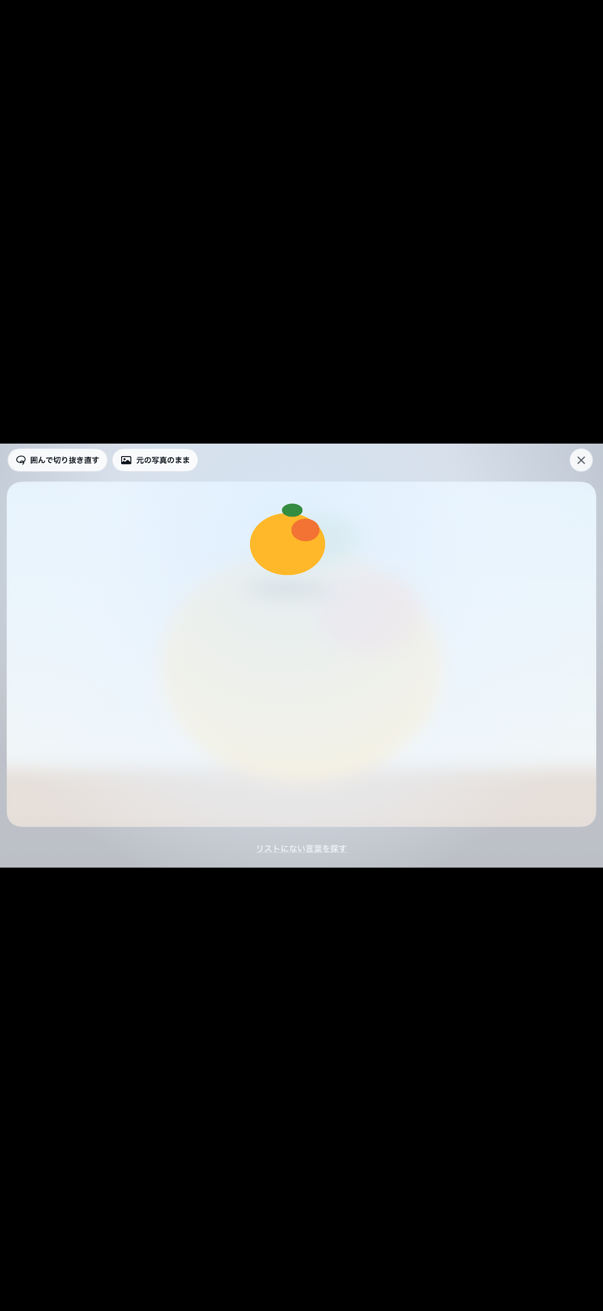 囲んで切り抜き直す
元の写真のまま
リストにない言葉を探す